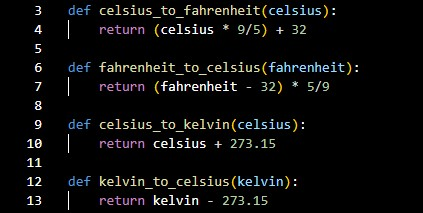 3 def celsius_to_fahrenheit(celsius):
4     return (celsius * 9/5) + 32
5
6 def fahrenheit_to_celsius(fahrenheit):
7     return (fahrenheit - 32) * 5/9
8
9 def celsius_to_kelvin(celsius):
10     return celsius + 273.15
11
12 def kelvin_to_celsius(kelvin):
13     return kelvin - 273.15